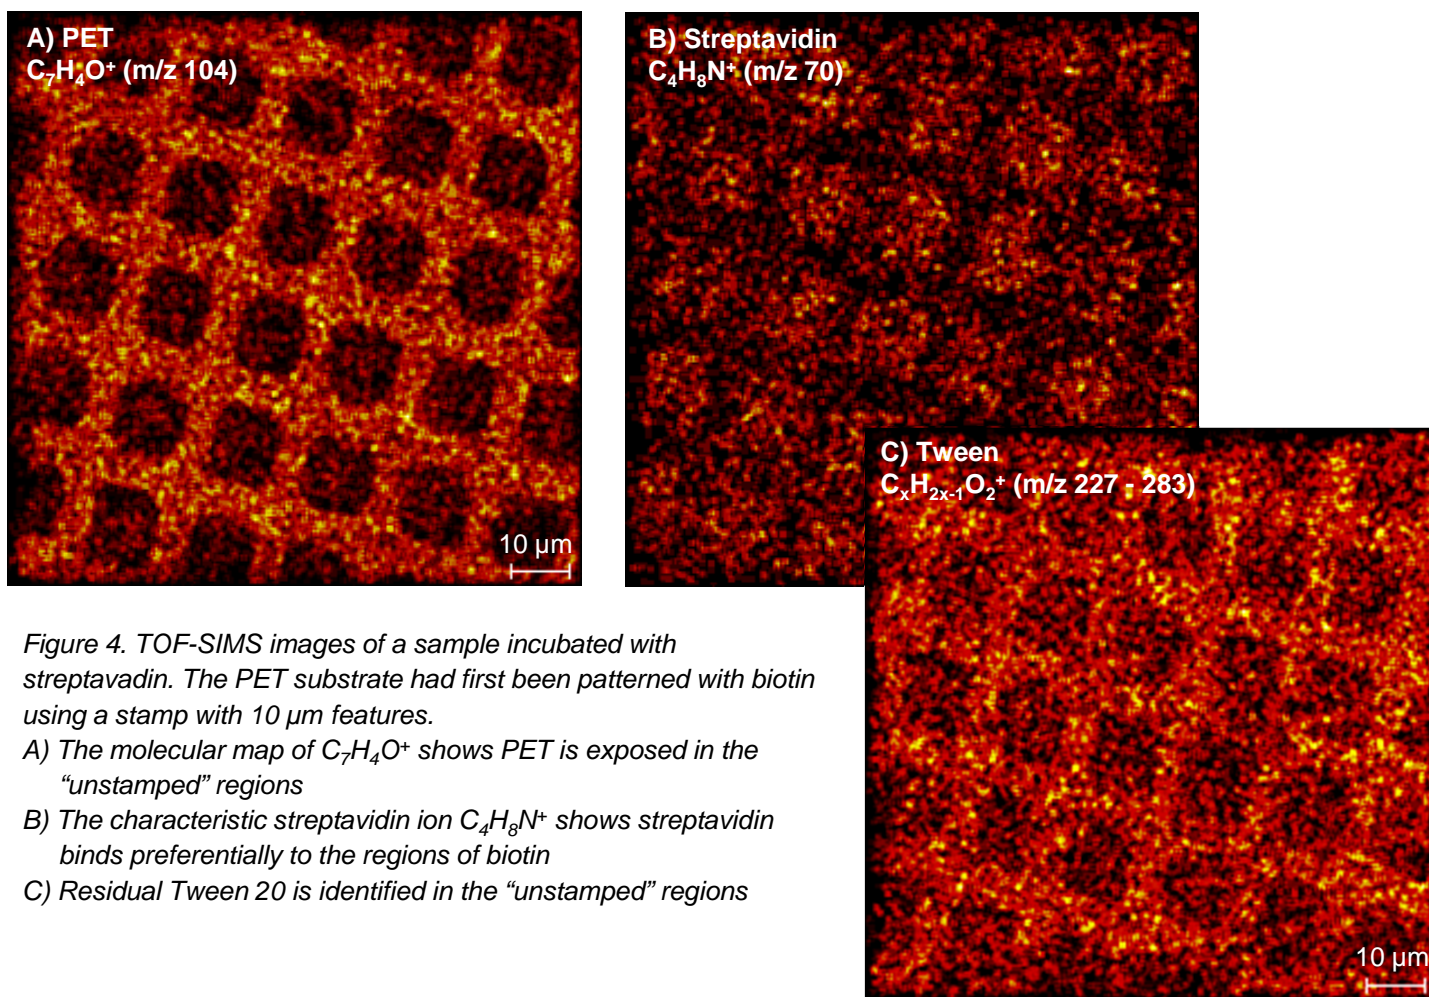 A) PET
C₇H₄O⁺ (m/z 104)
10 µm
B) Streptavidin
C₄H₈N⁺ (m/z 70)
C) Tween
CₓH₂ₓ₋₁O₂⁺ (m/z 227 - 283)
10 µm
Figure 4. TOF-SIMS images of a sample incubated with
streptavadin. The PET substrate had first been patterned with biotin
using a stamp with 10 µm features.
A) The molecular map of C₇H₄O⁺ shows PET is exposed in the
“unstamped” regions
B) The characteristic streptavidin ion C₄H₈N⁺ shows streptavidin
binds preferentially to the regions of biotin
C) Residual Tween 20 is identified in the “unstamped” regions